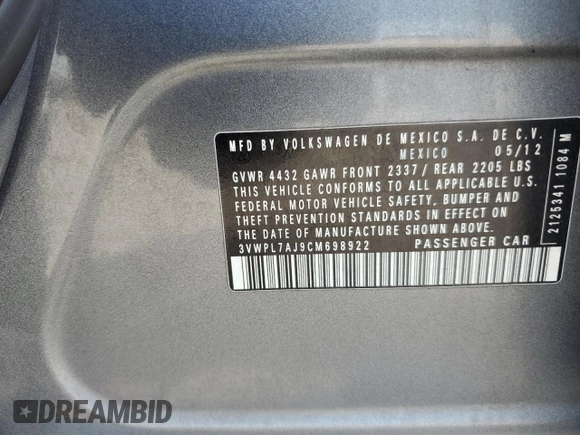 MFD BY VOLKSWAGEN DE MEXICO S.A. DE C.V.
MEXICO 05/12
GVWR 4432 GAWR FRONT 2337 / REAR 2205 LBS
THIS VEHICLE CONFORMS TO ALL APPLICABLE U.S.
FEDERAL MOTOR VEHICLE SAFETY, BUMPER AND
THEFT PREVENTION STANDARDS IN EFFECT ON
THE DATE OF MANUFACTURE SHOWN ABOVE.
3VWPL7AJ9CM698922 PASSENGER CAR
2125341 1084 M
DREAMBID